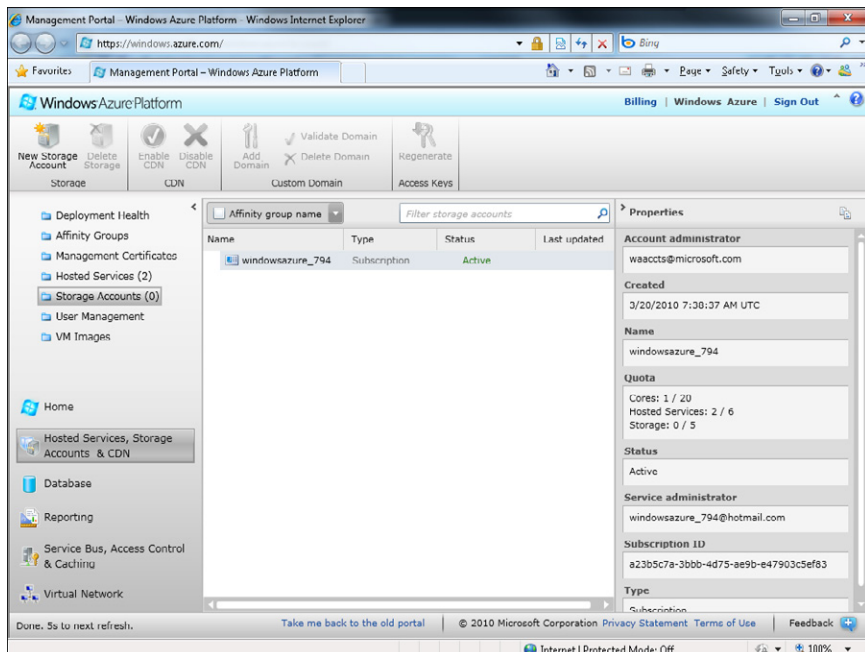 Management Portal – Windows Azure Platform - Windows Internet Explorer
https://windows.azure.com/
Bing
Favorites
Management Portal – Windows Azure Platform
Page
Safety
Tools
Windows Azure Platform
Billing | Windows Azure | Sign Out
New Storage Account
Delete Storage
Enable CDN
Disable CDN
Add Domain
Validate Domain
Delete Domain
Regenerate
Storage
CDN
Custom Domain
Access Keys
Deployment Health
Affinity Groups
Management Certificates
Hosted Services (2)
Storage Accounts (0)
User Management
VM Images
Home
Hosted Services, Storage
Accounts & CDN
Database
Reporting
Service Bus, Access Control
& Caching
Virtual Network
Affinity group name
Filter storage accounts
Name Type Status Last updated
windowsazure_794 Subscription Active
Properties
Account administrator
waaccts@microsoft.com
Created
3/20/2010 7:38:37 AM UTC
Name
windowsazure_794
Quota
Cores: 1 / 20
Hosted Services: 2 / 6
Storage: 0 / 5
Status
Active
Service administrator
windowsazure_794@hotmail.com
Subscription ID
a23b5c7a-3bbb-4d75-ae9b-e47903c5ef83
Type
Subscription
Done. 5s to next refresh.
Take me back to the old portal
© 2010 Microsoft Corporation Privacy Statement Terms of Use
Feedback
Internet | Protected Mode: Off
100%